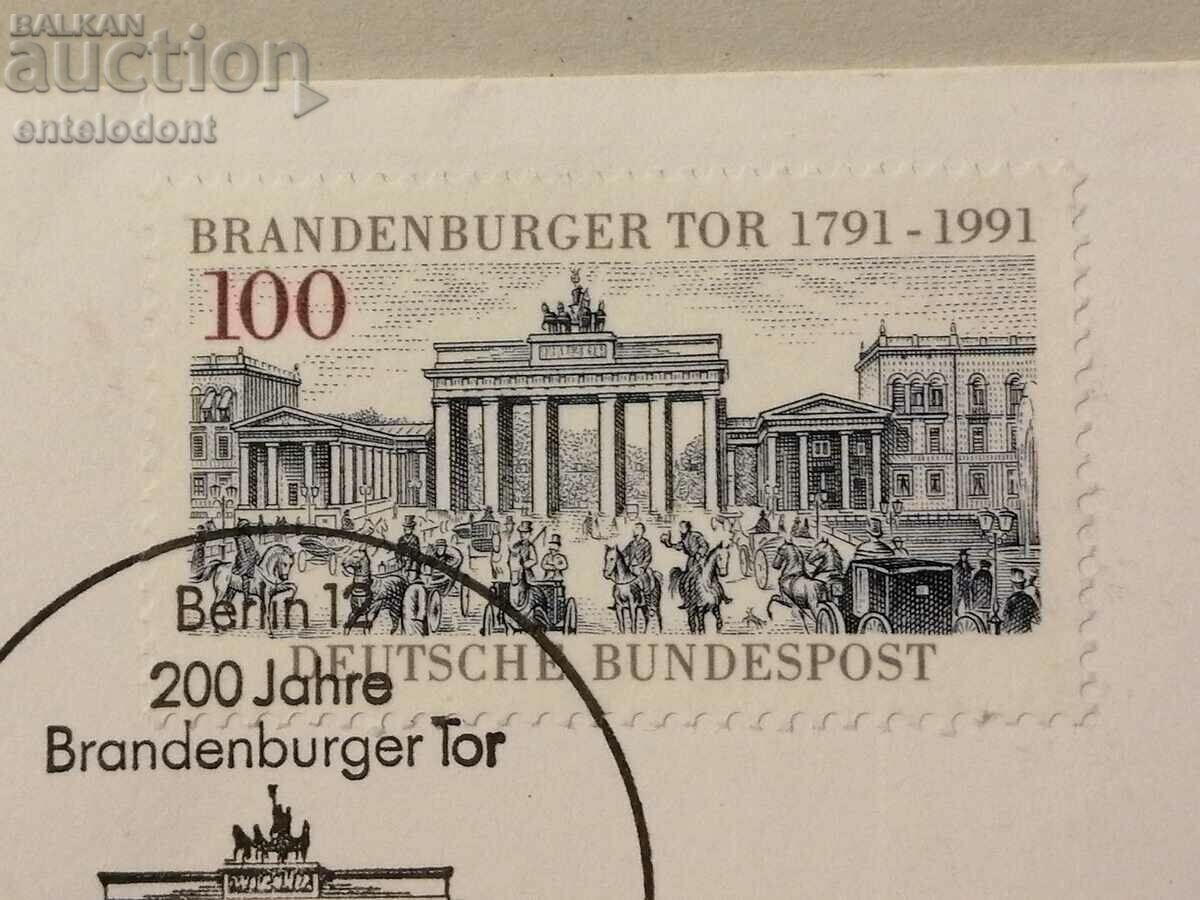 BALKAN
auction
entelodont
BRANDENBURGER TOR 1791-1991
100
DEUTSCHE BUNDESPOST
Berlin 12
200 Jahre
Brandenburger Tor